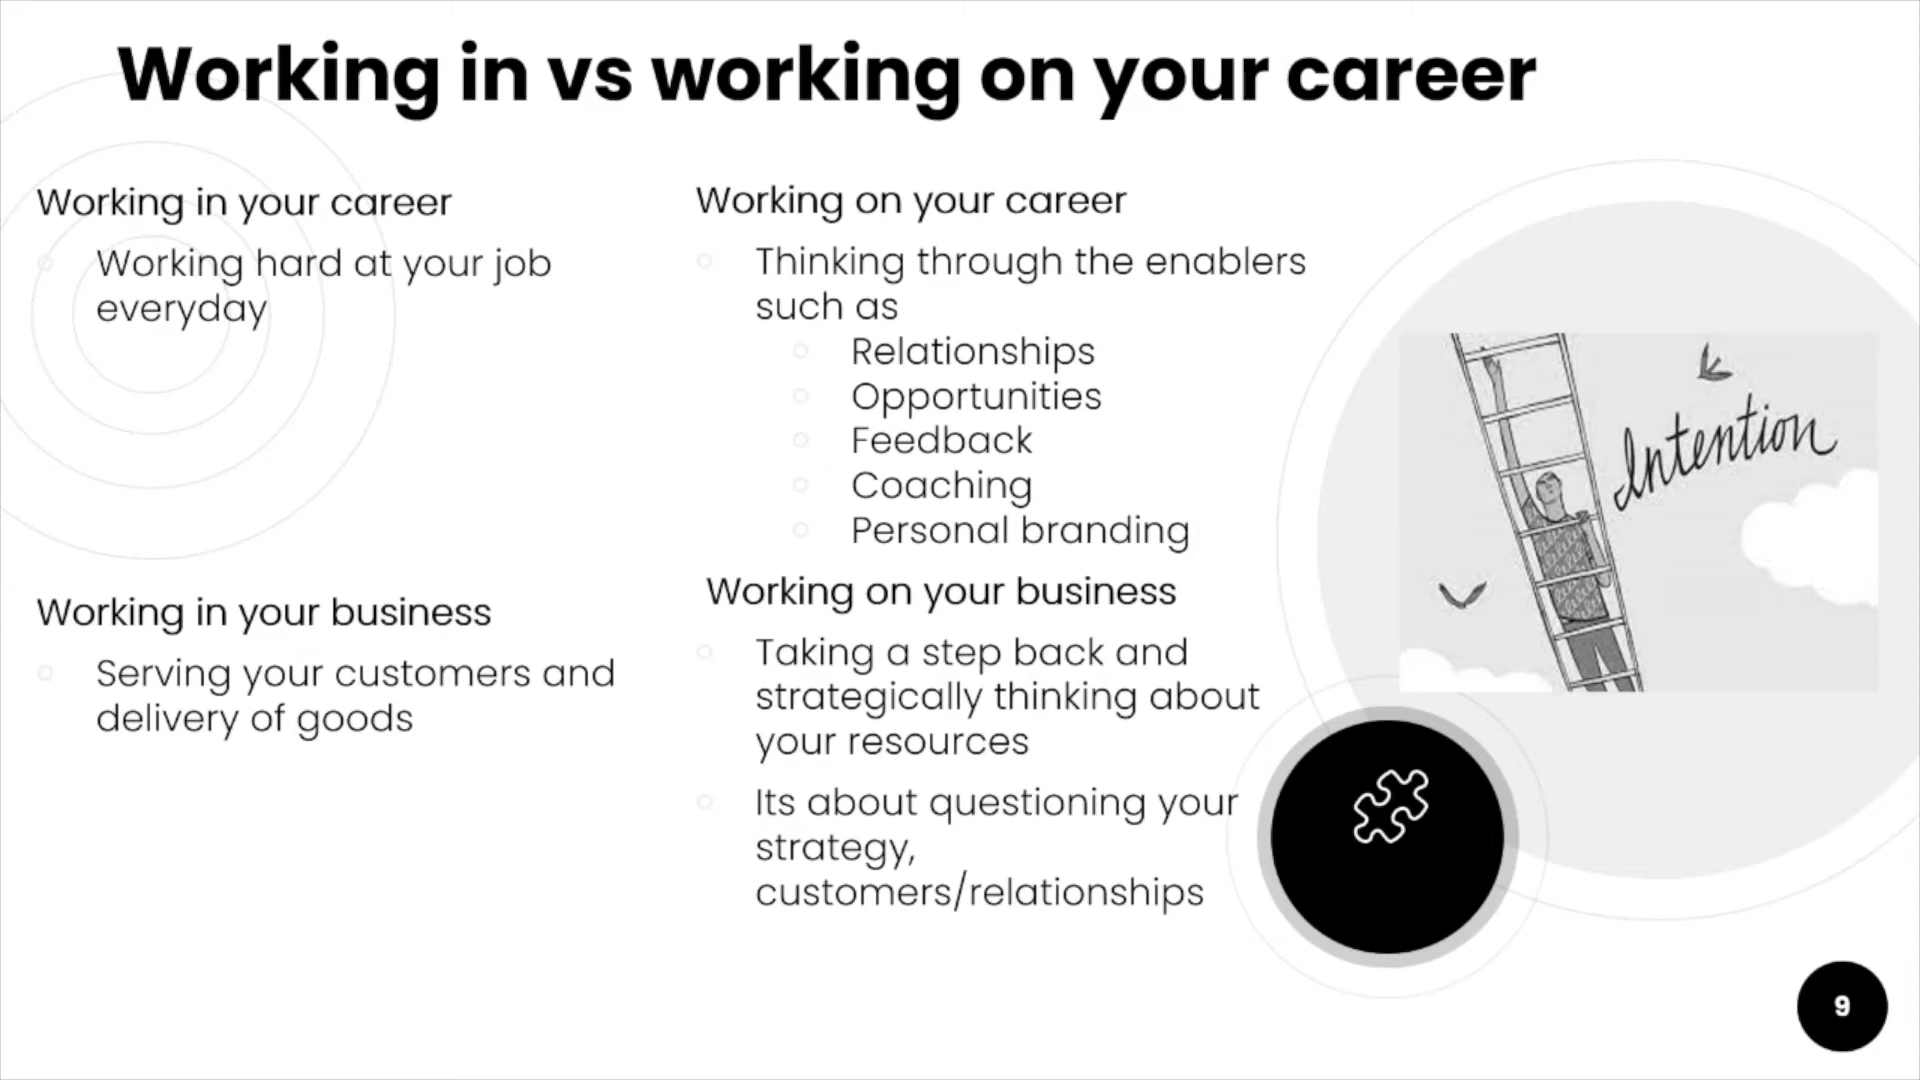 Working in vs working on your career
Working in your career
Working hard at your job
everyday
Working in your business
Serving your customers and
delivery of goods
Working on your career
Thinking through the enablers
such as
Relationships
Opportunities
Feedback
Coaching
Personal branding
Working on your business
Taking a step back and
strategically thinking about
your resources
Its about questioning your
strategy,
customers/relationships
Intention
9